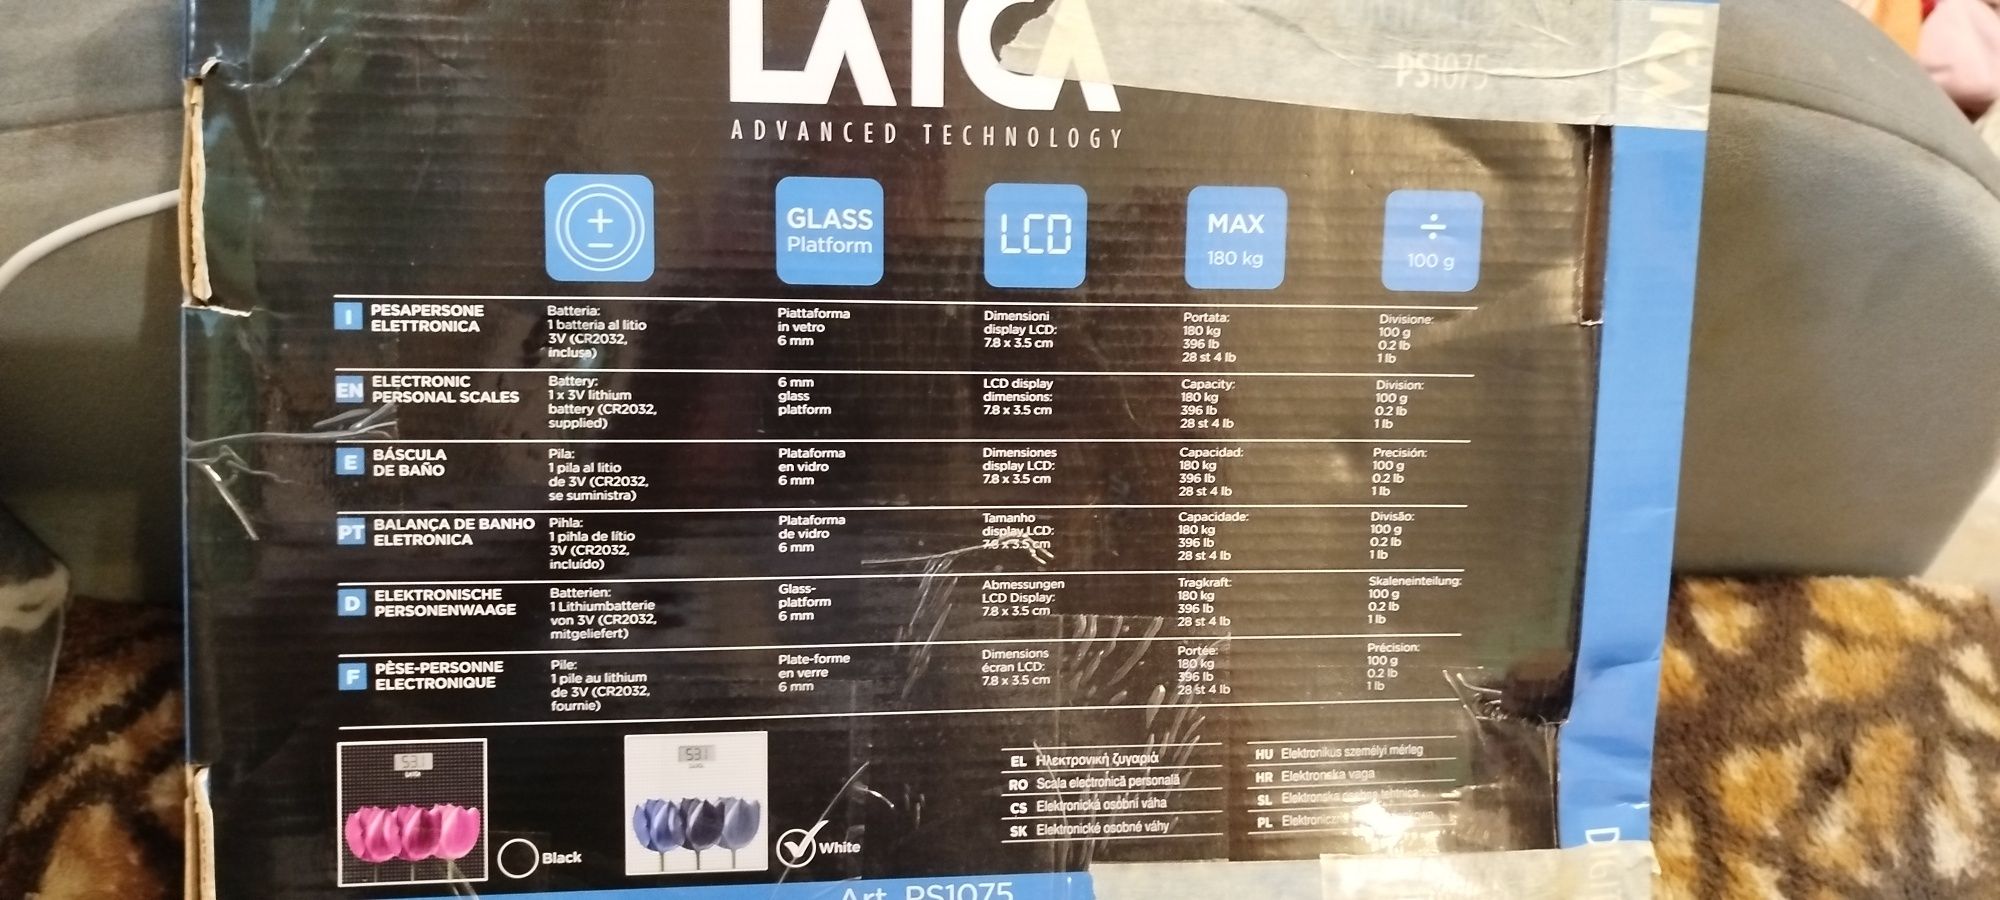 LAICA
ADVANCED TECHNOLOGY
PS1075
+
−
GLASS
Platform
LCD
MAX
180 kg
÷
100 g
I
PESAPERSONE
ELETTRONICA
Batteria:
1 batteria al litio
3V (CR2032,
inclusa)
Piattaforma
in vetro
6 mm
Dimensioni
display LCD:
7.8 x 3.5 cm
Portata:
180 kg
396 lb
28 st 4 lb
Divisione:
100 g
0.2 lb
1 lb
EN
ELECTRONIC
PERSONAL SCALES
Battery:
1 x 3V lithium
battery (CR2032,
supplied)
6 mm
glass
platform
LCD display
dimensions:
7.8 x 3.5 cm
Capacity:
180 kg
396 lb
28 st 4 lb
Division:
100 g
0.2 lb
1 lb
E
BÁSCULA
DE BAÑO
Pila:
1 pila al litio
de 3V (CR2032,
se suministra)
Plataforma
en vidro
6 mm
Dimensiones
display LCD:
7.8 x 3.5 cm
Capacidad:
180 kg
396 lb
28 st 4 lb
Precisión:
100 g
0.2 lb
1 lb
PT
BALANÇA DE BANHO
ELETRONICA
Pihla:
1 pihla de lítio
3V (CR2032,
incluído)
Plataforma
de vidro
6 mm
Tamanho
display LCD:
7.8 x 3.5 cm
Capacidade:
180 kg
396 lb
28 st 4 lb
Divisão:
100 g
0.2 lb
1 lb
D
ELEKTRONISCHE
PERSONENWAAGE
Batterien:
1 Lithiumbatterie
von 3V (CR2032,
mitgeliefert)
Glass-
platform
6 mm
Abmessungen
LCD Display:
7.8 x 3.5 cm
Tragkraft:
180 kg
396 lb
28 st 4 lb
Skaleneinteilung:
100 g
0.2 lb
1 lb
F
PÈSE-PERSONNE
ELECTRONIQUE
Pile:
1 pile au lithium
de 3V (CR2032,
fournie)
Plate-forme
en verre
6 mm
Dimensions
écran LCD:
7.8 x 3.5 cm
Portée:
180 kg
396 lb
28 st 4 lb
Précision:
100 g
0.2 lb
1 lb
53.1
LAICA
Black
53.1
White
EL Ηλεκτρονική ζυγαριά
RO Scala electronică personală
CS Elektronická osobní váha
SK Elektronické osobné váhy
HU Elektronikus személyi mérleg
HR Elektronska vaga
SL Elektronska osebna tehtnica
PL
Art. PS1075